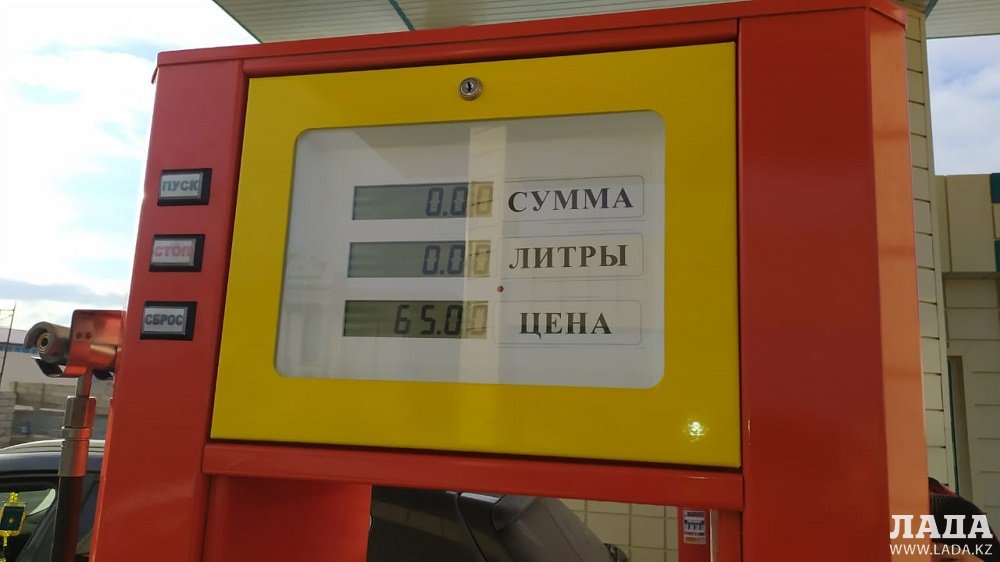 ПУСК
СТОП
СБРОС
0.00 СУММА
0.00 ЛИТРЫ
65.00 ЦЕНА
ЛАДА
WWW.LADA.KZ